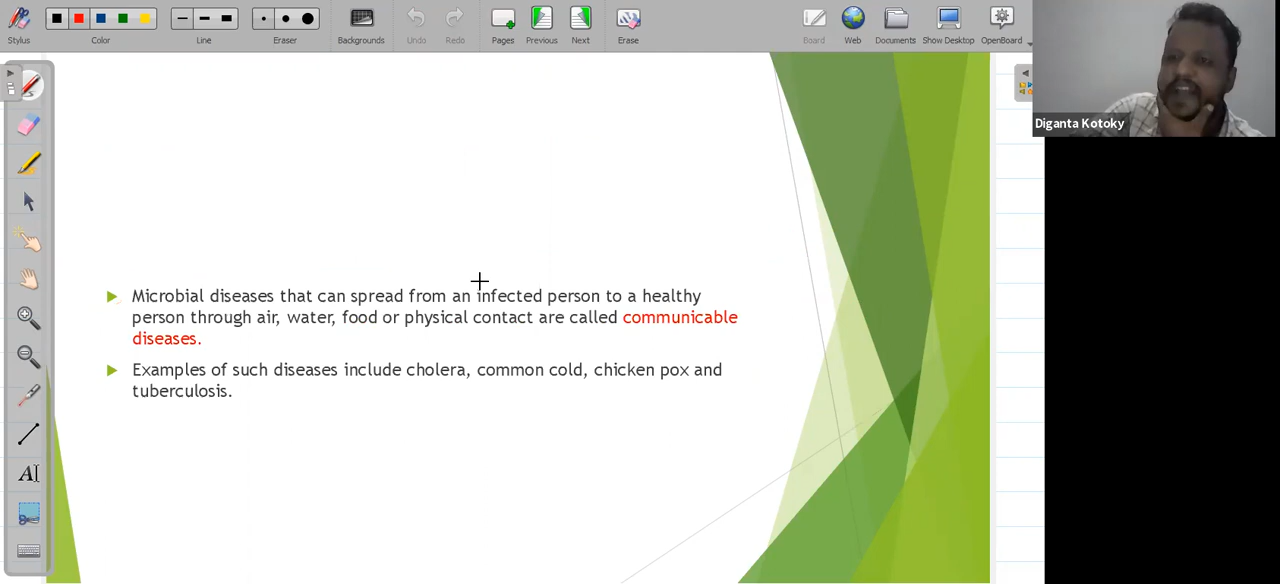 Stylus
Color
Line
Eraser
Backgrounds
Undo
Redo
Pages
Previous
Next
Erase
Board
Web
Documents
Show Desktop
OpenBoard
Diganta Kotoky
Microbial diseases that can spread from an infected person to a healthy
person through air, water, food or physical contact are called communicable
diseases.
Examples of such diseases include cholera, common cold, chicken pox and
tuberculosis.